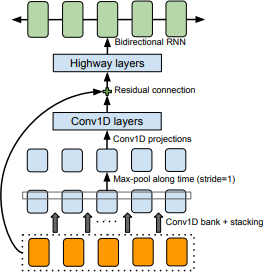 Bidirectional RNN
Highway layers
Residual connection
Conv1D layers
Conv1D projections
Max-pool along time (stride=1)
Conv1D bank + stacking